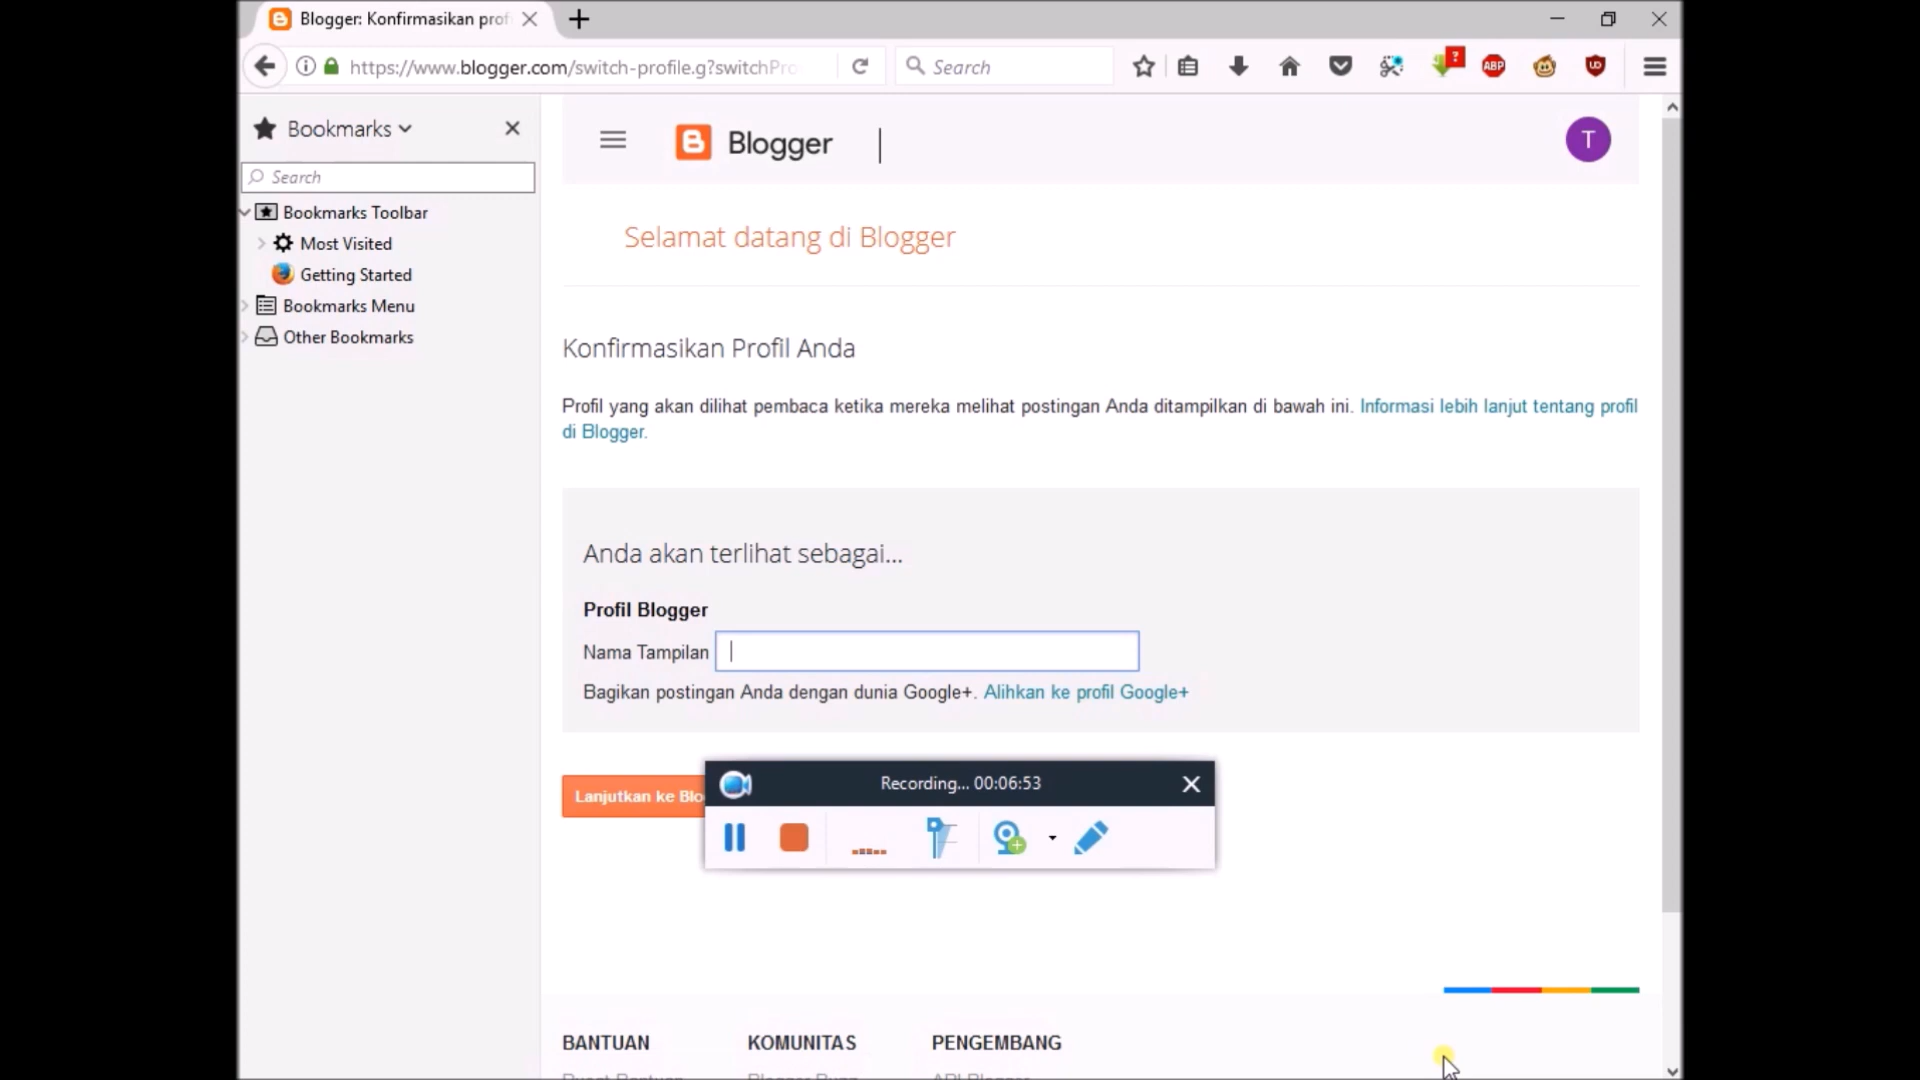 Blogger: Konfirmasikan prof
https://www.blogger.com/switch-profile.g?switchPro
Search
?
ABP
Bookmarks
Search
Bookmarks Toolbar
Most Visited
Getting Started
Bookmarks Menu
Other Bookmarks
Blogger
T
Selamat datang di Blogger
Konfirmasikan Profil Anda
Profil yang akan dilihat pembaca ketika mereka melihat postingan Anda ditampilkan di bawah ini. Informasi lebih lanjut tentang profil
di Blogger.
Anda akan terlihat sebagai...
Profil Blogger
Nama Tampilan
Bagikan postingan Anda dengan dunia Google+. Alihkan ke profil Google+
Lanjutkan ke Blo
Recording... 00:06:53
BANTUAN KOMUNITAS PENGEMBANG